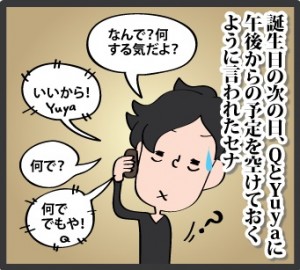 誕生日の次の日、QとYuyaに
午後からの予定を空けておく
ように言われたセナ
なんで?何
する気だよ?
いいから!
Yuya
何で?
何で
でもや!
Q
!?